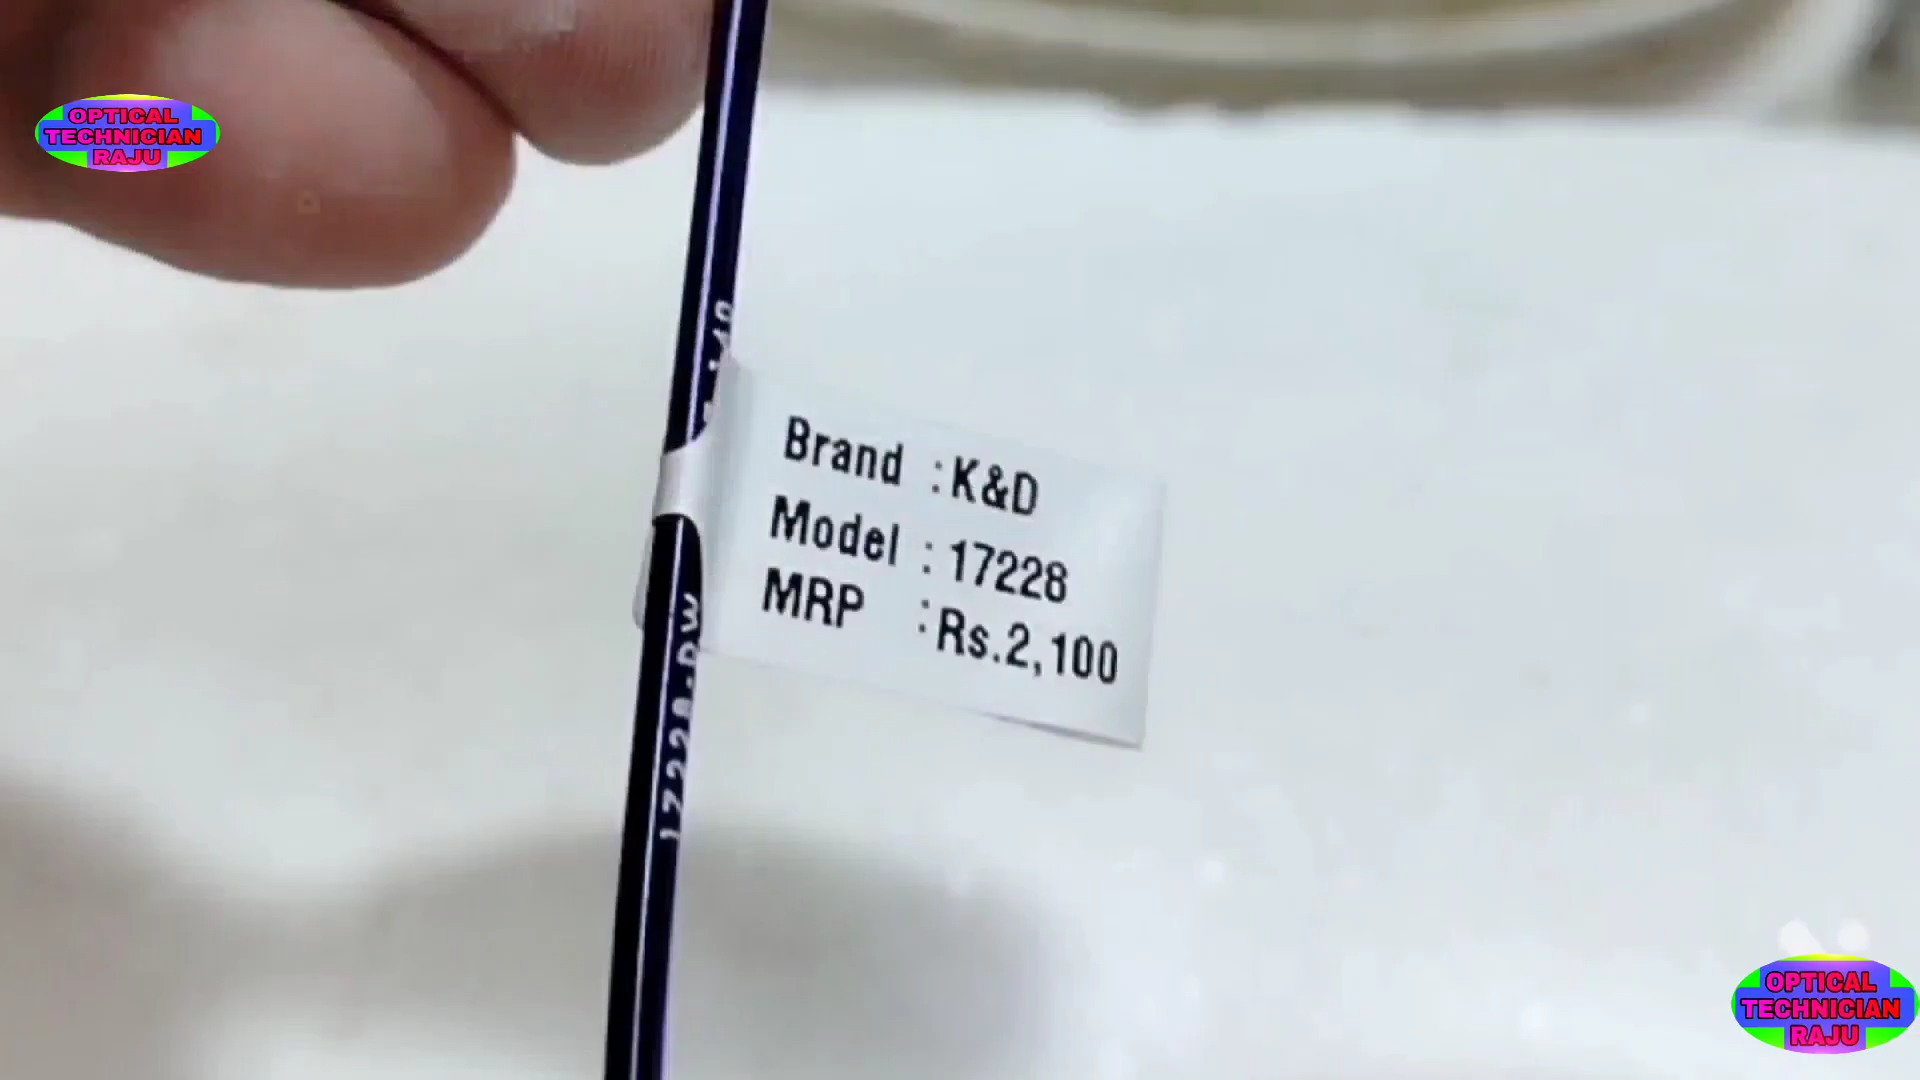 OPTICAL
TECHNICIAN
RAJU
Brand : K&D
Model : 17228
MRP : Rs.2,100
OPTICAL
TECHNICIAN
RAJU